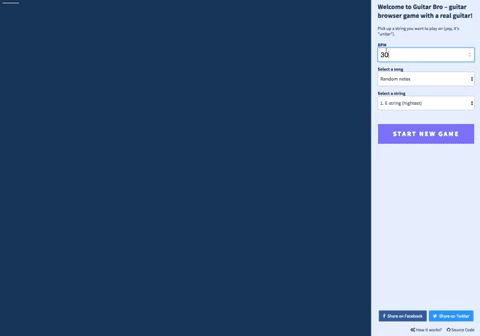 Welcome to Guitar Bro – guitar
browser game with a real guitar!
Pick up a string you want to play on (yep, it's
"unitar").
BPM
30
Select a song
Random notes
Select a string
1. E-string (hightest)
START NEW GAME
Share on Facebook
Share on Twitter
How it works?
Source Code